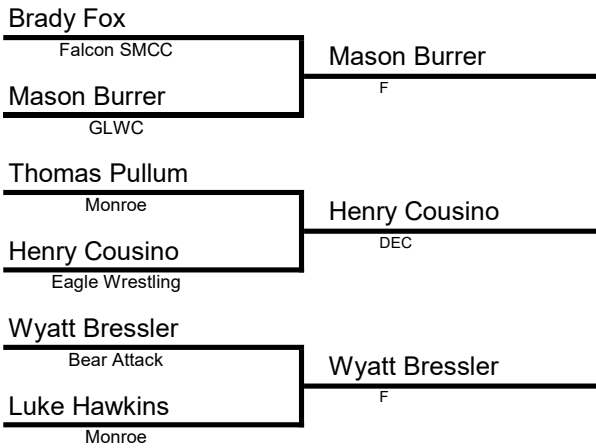 Brady Fox
Falcon SMCC
Mason Burrer
F
Mason Burrer
GLWC
Thomas Pullum
Monroe
Henry Cousino
DEC
Henry Cousino
Eagle Wrestling
Wyatt Bressler
Bear Attack
Wyatt Bressler
F
Luke Hawkins
Monroe